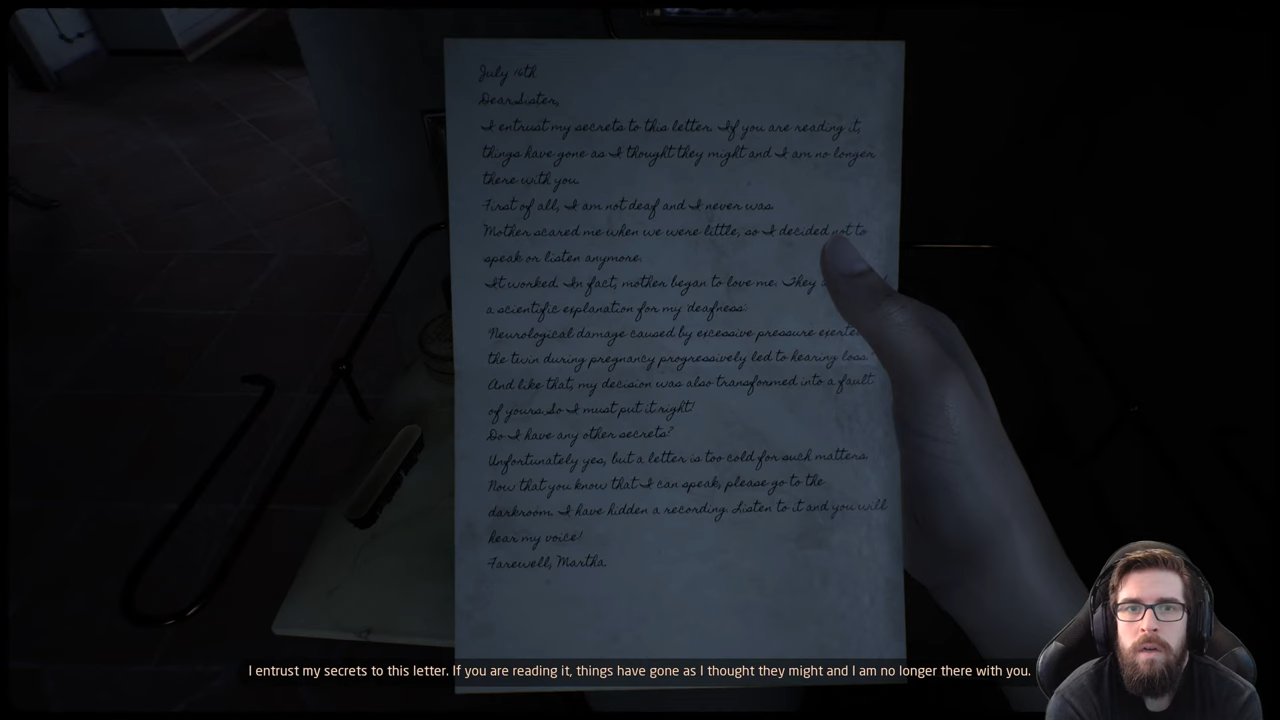 July 16th
Dear Sister,
I entrust my secrets to this letter. If you are reading it,
things have gone as I thought they might and I am no longer
there with you.
First of all, I am not deaf and I never was.
Mother scared me when we were little, so I decided not to
speak or listen anymore.
It worked. In fact, mother began to love me. They
a scientific explanation for my 'deafness':
"Neurological damage caused by excessive pressure
the twin during pregnancy progressively led to hearing loss."
And like that, my decision was also transformed into a fault
of yours. So I must put it right!
Do I have any other secrets?
Unfortunately yes, but a letter is too cold for such matters.
Now that you know that I can speak, please go to the
darkroom. I have hidden a recording. Listen to it and you will
hear my voice!
Farewell, Martha.
I entrust my secrets to this letter. If you are reading it, things have gone as I thought they might and I am no longer there with you.